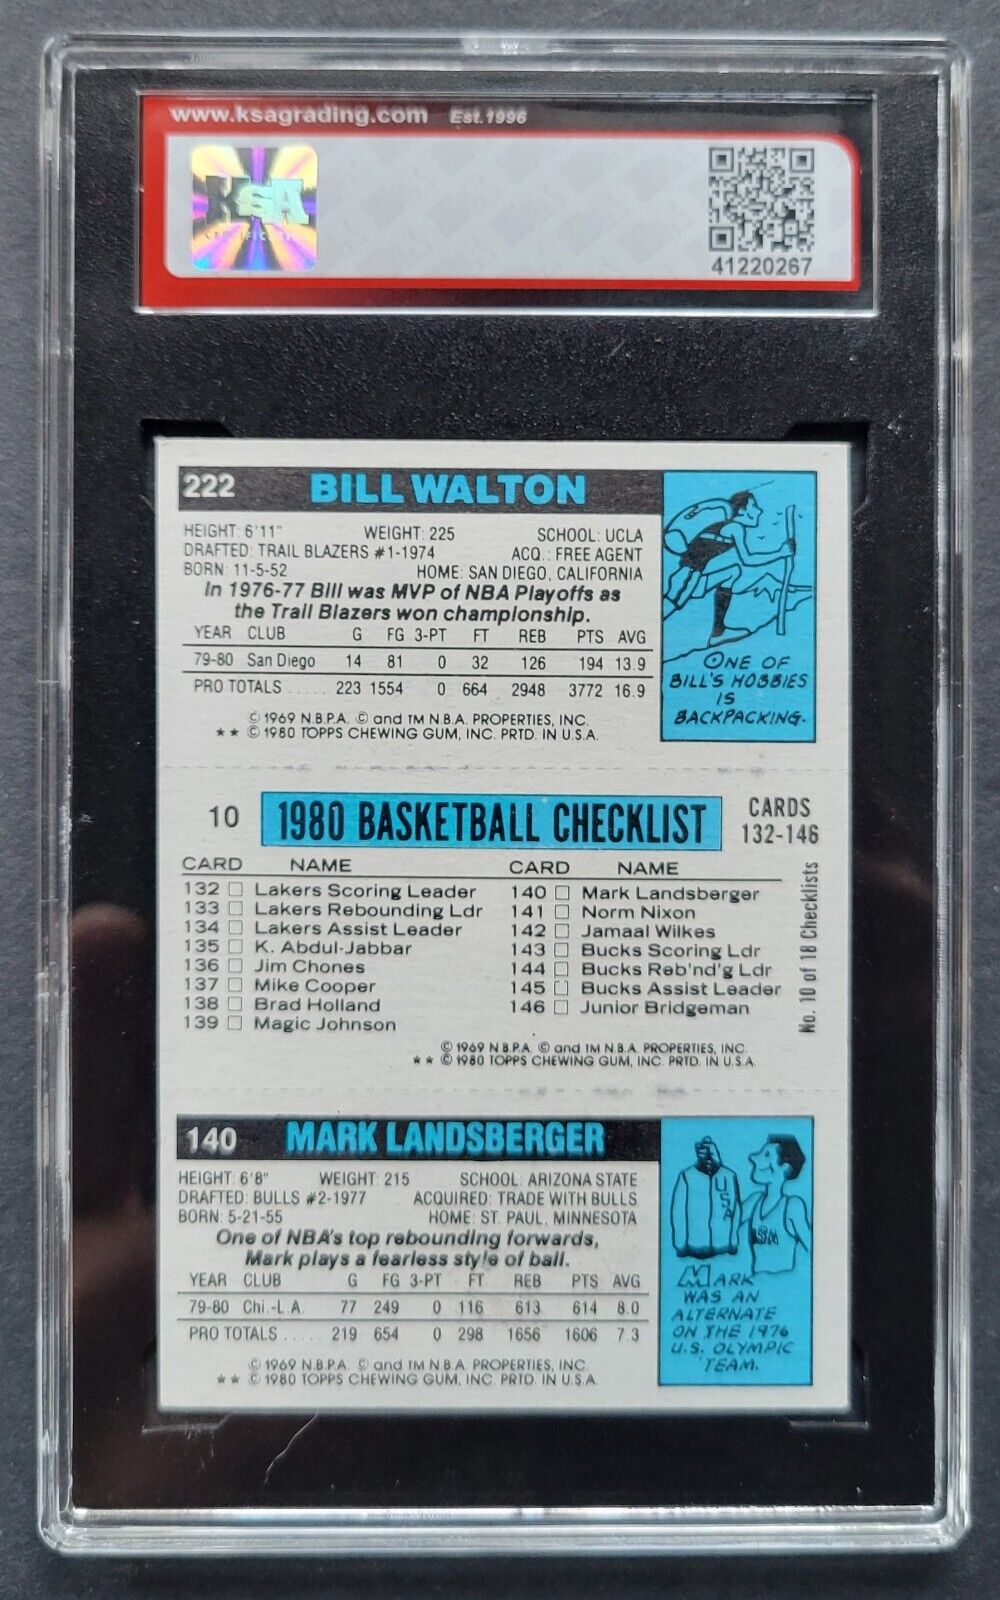 www.ksagrading.com Est.1996
KSA
41220267
222 BILL WALTON
HEIGHT: 6'11" WEIGHT: 225 SCHOOL: UCLA
DRAFTED: TRAIL BLAZERS #1-1974 ACQ.: FREE AGENT
BORN: 11-5-52 HOME: SAN DIEGO, CALIFORNIA
In 1976-77 Bill was MVP of NBA Playoffs as
the Trail Blazers won championship.
YEAR CLUB G FG 3-PT FT REB PTS AVG
79-80 San Diego 14 81 0 32 126 194 13.9
PRO TOTALS ..... 223 1554 0 664 2948 3772 16.9
© 1969 N.B.P.A. © and TM N.B.A. PROPERTIES, INC.
** © 1980 TOPPS CHEWING GUM, INC. PRTD. IN U.S.A.
ONE OF
BILL'S HOBBIES
IS
BACKPACKING.
10 1980 BASKETBALL CHECKLIST CARDS
132-146
CARD NAME
132 Lakers Scoring Leader
133 Lakers Rebounding Ldr
134 Lakers Assist Leader
135 K. Abdul-Jabbar
136 Jim Chones
137 Mike Cooper
138 Brad Holland
139 Magic Johnson
CARD NAME
140 Mark Landsberger
141 Norm Nixon
142 Jamaal Wilkes
143 Bucks Scoring Ldr
144 Bucks Reb'nd'g Ldr
145 Bucks Assist Leader
146 Junior Bridgeman
No. 10 of 18 Checklists
© 1969 N.B.P.A. © and TM N.B.A. PROPERTIES, INC.
** © 1980 TOPPS CHEWING GUM, INC. PRTD. IN U.S.A.
140 MARK LANDSBERGER
HEIGHT: 6'8" WEIGHT: 215 SCHOOL: ARIZONA STATE
DRAFTED: BULLS #2-1977 ACQUIRED: TRADE WITH BULLS
BORN: 5-21-55 HOME: ST. PAUL, MINNESOTA
One of NBA's top rebounding forwards,
Mark plays a fearless style of ball.
YEAR CLUB G FG 3-PT FT REB PTS AVG
79-80 Chi.-L.A. 77 249 0 116 613 614 8.0
PRO TOTALS ..... 219 654 0 298 1656 1606 7.3
© 1969 N.B.P.A. © and TM N.B.A. PROPERTIES, INC.
** © 1980 TOPPS CHEWING GUM, INC. PRTD. IN U.S.A.
USA
MARK
WAS AN
ALTERNATE
ON THE 1976
U.S. OLYMPIC
TEAM.